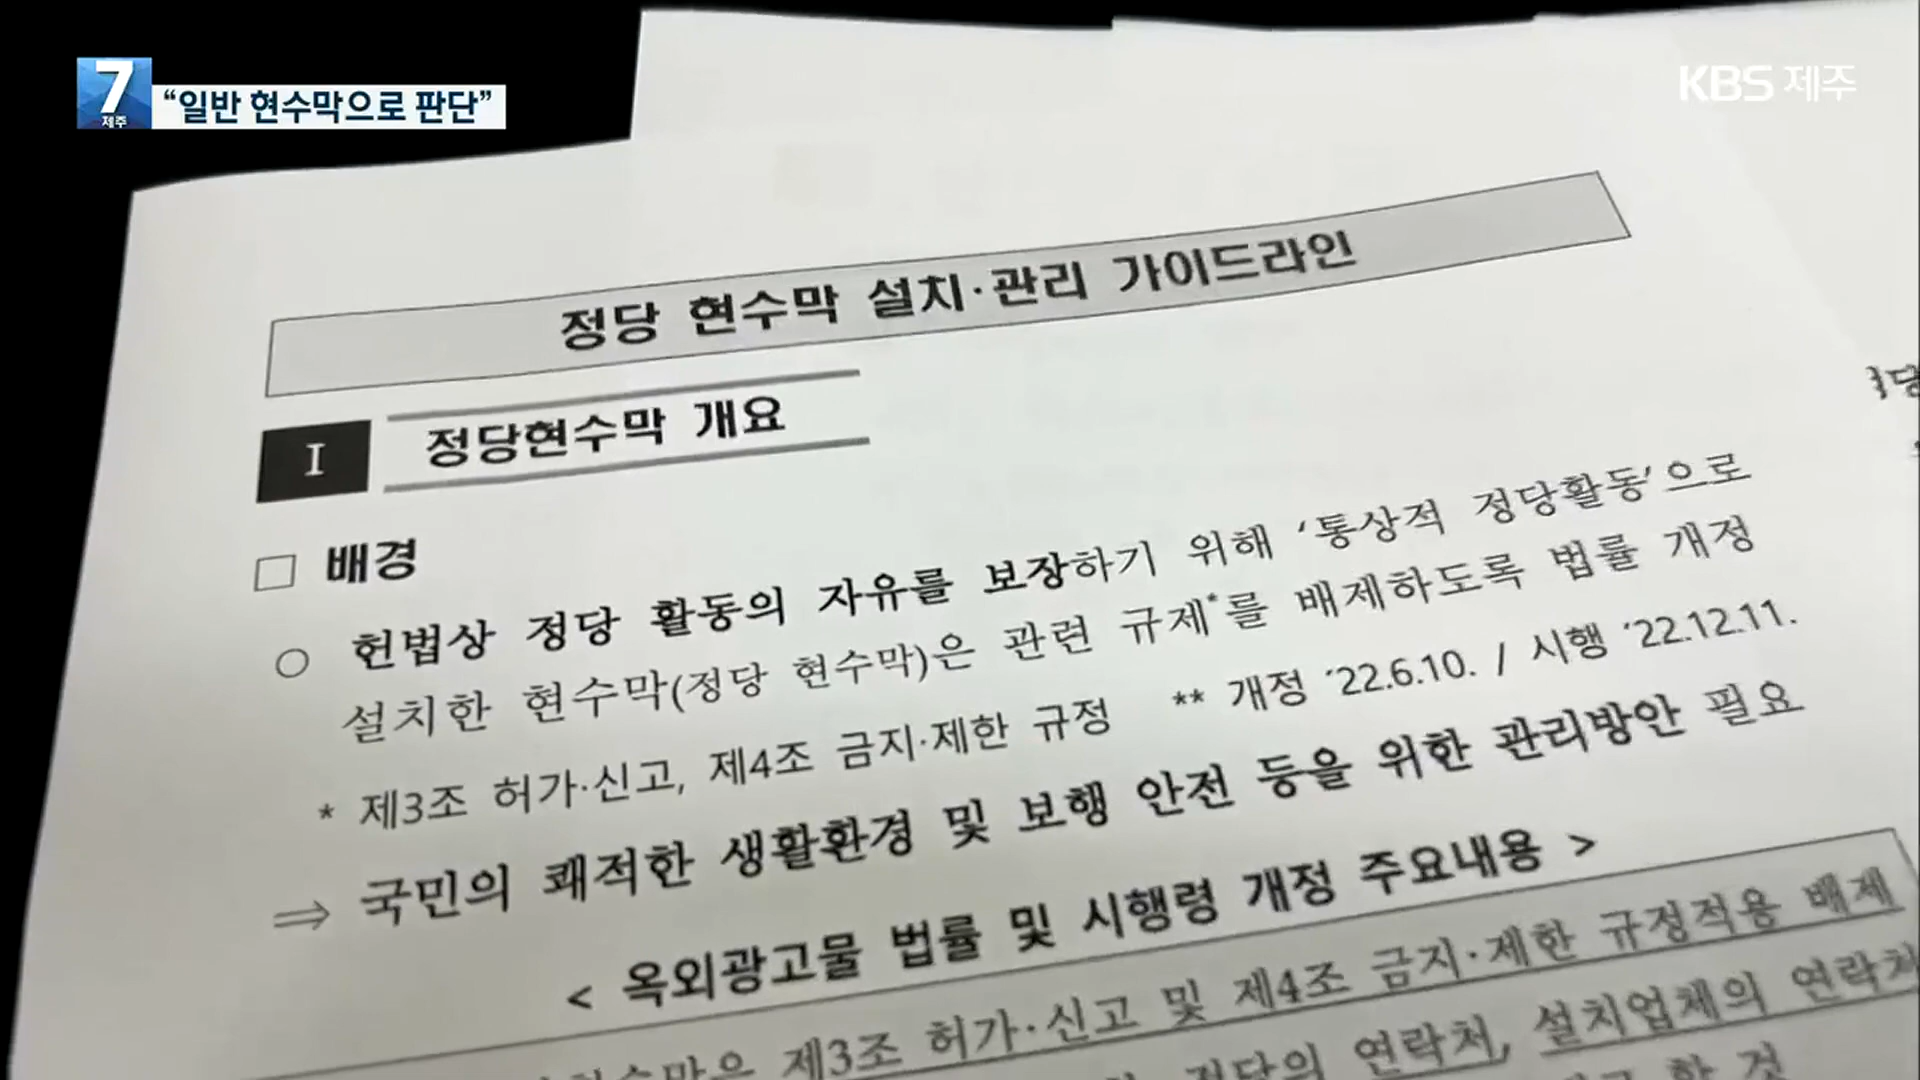 7
제주
“일반 현수막으로 판단”
KBS 제주
정당 현수막 설치·관리 가이드라인
I
정당현수막 개요
□ 배경
○ 헌법상 정당 활동의 자유를 보장하기 위해 ‘통상적 정당활동’으로
설치한 현수막(정당 현수막)은 관련 규제*를 배제하도록 법률 개정
* 제3조 허가·신고, 제4조 금지·제한 규정 ** 개정 ’22.6.10. / 시행 ’22.12.11.
⇒ 국민의 쾌적한 생활환경 및 보행 안전 등을 위한 관리방안 필요
< 옥외광고물 법률 및 시행령 개정 주요내용 >
제3조 허가·신고 및 제4조 금지·제한 규정적용 배제
정당의 연락처, 설치업체의 연락처
할 것